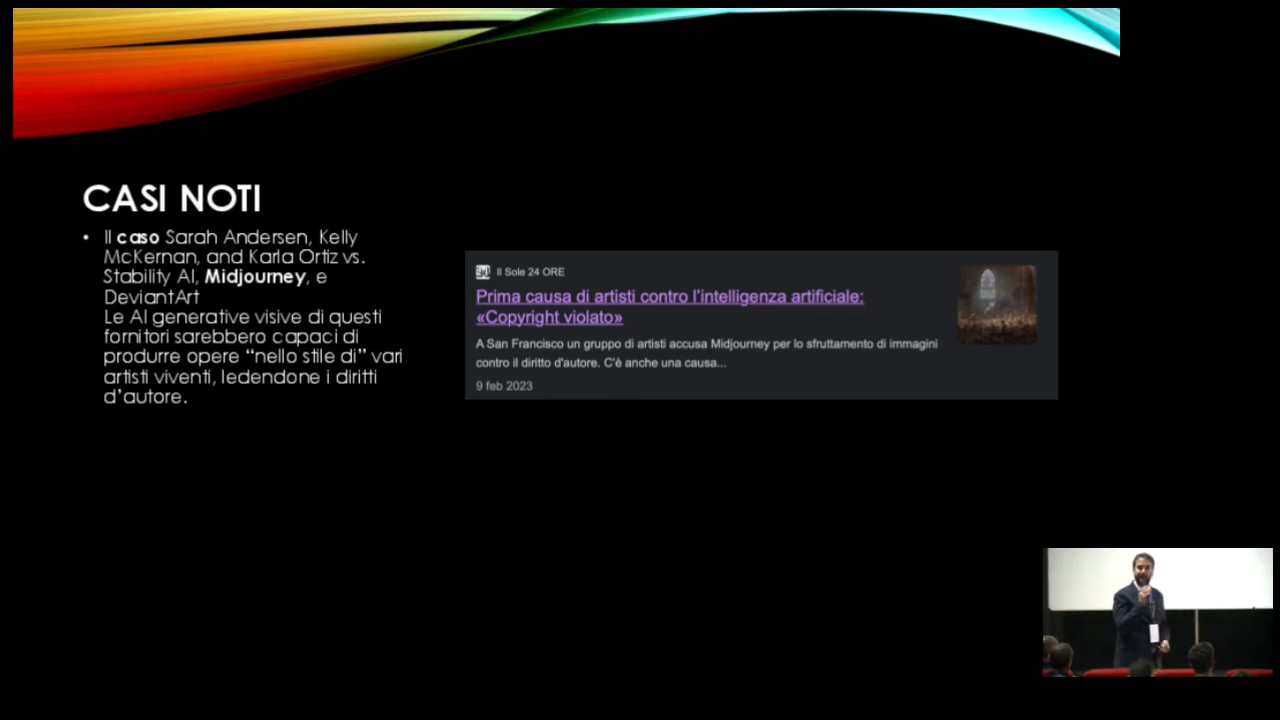 CASI NOTI
• Il caso Sarah Andersen, Kelly
McKernan, and Karla Ortiz vs.
Stability AI, Midjourney, e
DeviantArt
Le AI generative visive di questi
fornitori sarebbero capaci di
produrre opere “nello stile di” vari
artisti viventi, ledendone i diritti
d’autore.
Il Sole 24 ORE
Prima causa di artisti contro l’intelligenza artificiale:
«Copyright violato»
A San Francisco un gruppo di artisti accusa Midjourney per lo sfruttamento di immagini
contro il diritto d'autore. C'è anche una causa...
9 feb 2023